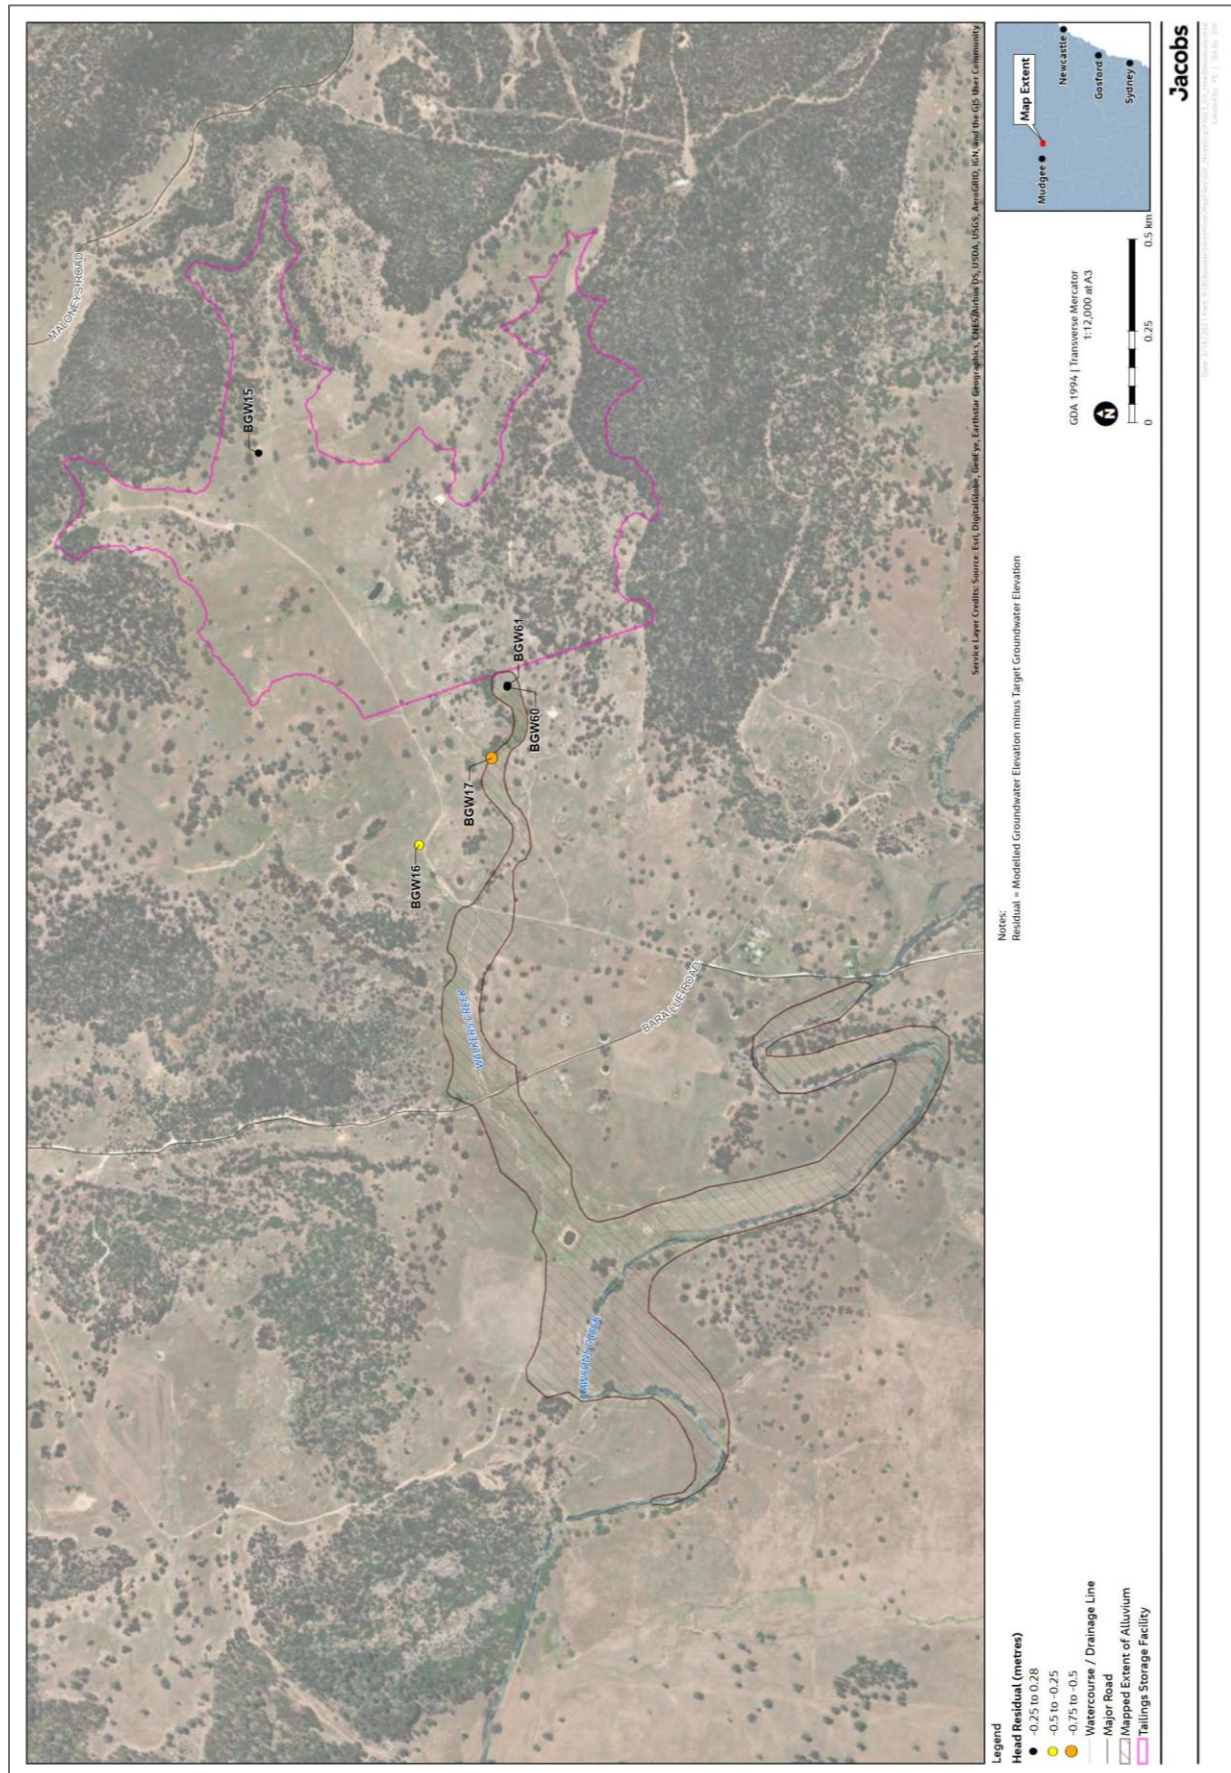 MALONEYS ROAD
BGW15
BGW61
BGW60
BGW17
BGW16
WALKERS CREEK
BARA-LUE ROAD
LAWSONS CREEK
Service Layer Credits: Source: Esri, DigitalGlobe, GeoEye, Earthstar Geographics, CNES/Airbus DS, USDA, USGS, AeroGRID, IGN, and the GIS User Community
Legend
Head Residual (metres)
-0.25 to 0.28
-0.5 to -0.25
-0.75 to -0.5
Watercourse / Drainage Line
Major Road
Mapped Extent of Alluvium
Tailings Storage Facility
Notes:
Residual = Modelled Groundwater Elevation minus Target Groundwater Elevation
GDA 1994 | Transverse Mercator
1:12,000 at A3
N
0 0.25 0.5 km
Map Extent
Mudgee
Newcastle
Gosford
Sydney
Jacobs